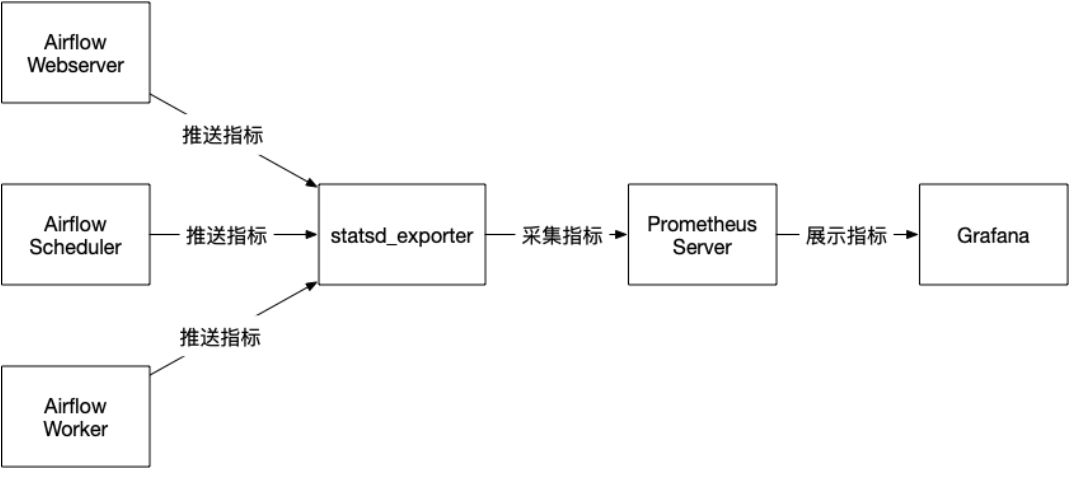 Airflow
Webserver
推送指标
Airflow
Scheduler
推送指标
statsd_exporter
采集指标
Prometheus
Server
展示指标
Grafana
推送指标
Airflow
Worker